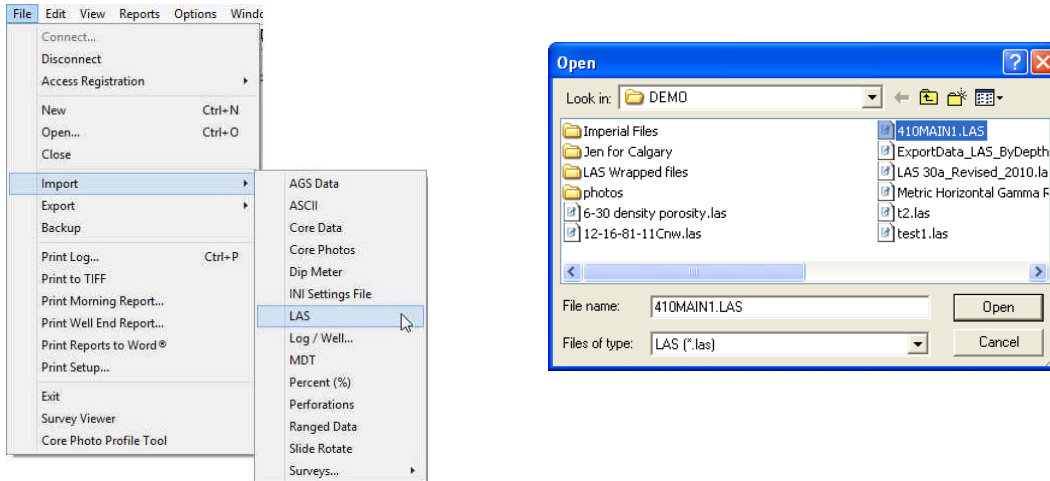 File Edit View Reports Options
Connect...
Disconnect
Access Registration
New Ctrl+N
Open... Ctrl+O
Close
Import
Export
Backup
Print Log... Ctrl+P
Print to TIFF
Print Morning Report...
Print Well End Report...
Print Reports to Word®
Print Setup...
Exit
Survey Viewer
Core Photo Profile Tool
AGS Data
ASCII
Core Data
Core Photos
Dip Meter
INI Settings File
LAS
Log / Well...
MDT
Percent (%)
Perforations
Ranged Data
Slide Rotate
Surveys...
Open
Look in: DEMO
Imperial Files
Jen for Calgary
LAS Wrapped files
photos
6-30 density porosity.las
12-16-81-11Cnw.las
410MAIN1.LAS
ExportData_LAS_ByDepth
LAS 30a_Revised_2010.la
Metric Horizontal Gamma
t2.las
test1.las
File name: 410MAIN1.LAS Open
Files of type: LAS (*.las) Cancel